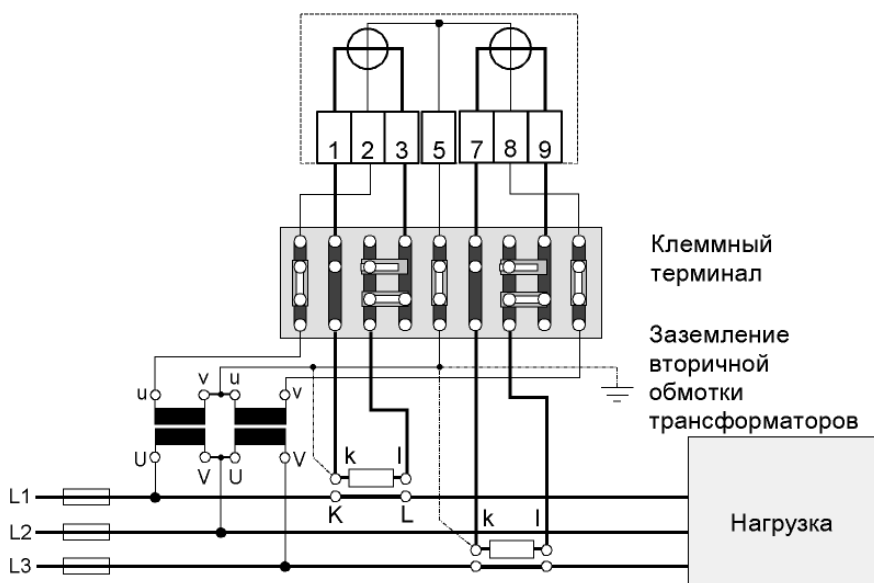 1 2 3 5 7 8 9
Клеммный
терминал
Заземление
вторичной
обмотки
трансформаторов
u v u v
U V U V
k l
L1
K L
k l
L2
Нагрузка
L3